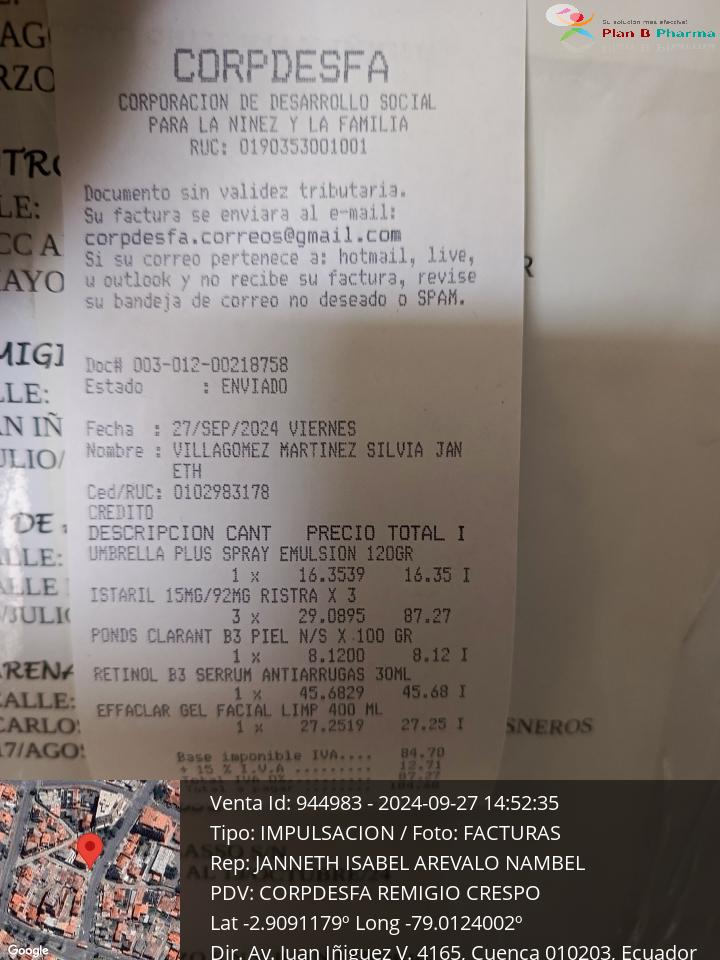 Su solucion mas efectiva!
Plan B Pharma
CORPDESFA
CORPORACION DE DESARROLLO SOCIAL
PARA LA NINEZ Y LA FAMILIA
RUC: 0190353001001
Documento sin validez tributaria.
Su factura se enviara al e-mail:
corpdesfa.correos@gmail.com
Si su correo pertenece a: hotmail, live,
u outlook y no recibe su factura, revise
su bandeja de correo no deseado o SPAM.
Doc# 003-012-00218758
Estado : ENVIADO
Fecha : 27/SEP/2024 VIERNES
Nombre : VILLAGOMEZ MARTINEZ SILVIA JAN
ETH
Ced/RUC: 0102983178
CREDITO
DESCRIPCION CANT PRECIO TOTAL I
UMBRELLA PLUS SPRAY EMULSION 120GR
1 x 16.3539 16.35 I
ISTARIL 15MG/92MG RISTRA X 3
3 x 29.0895 87.27
PONDS CLARANT B3 PIEL N/S X 100 GR
1 x 8.1200 8.12 I
RETINOL B3 SERRUM ANTIARRUGAS 30ML
1 x 45.6829 45.68 I
EFFACLAR GEL FACIAL LIMP 400 ML
1 x 27.2519 27.25 I
Base imponible IVA.... 84.70
+ 15 % I.V.A ......... 12.71
SNEROS
Venta Id: 944983 - 2024-09-27 14:52:35
Tipo: IMPULSACION / Foto: FACTURAS
Rep: JANNETH ISABEL AREVALO NAMBEL
PDV: CORPDESFA REMIGIO CRESPO
Lat -2.9091179º Long -79.0124002º
Dir. Av. Juan Iñiguez V. 4165, Cuenca 010203, Ecuador
Google